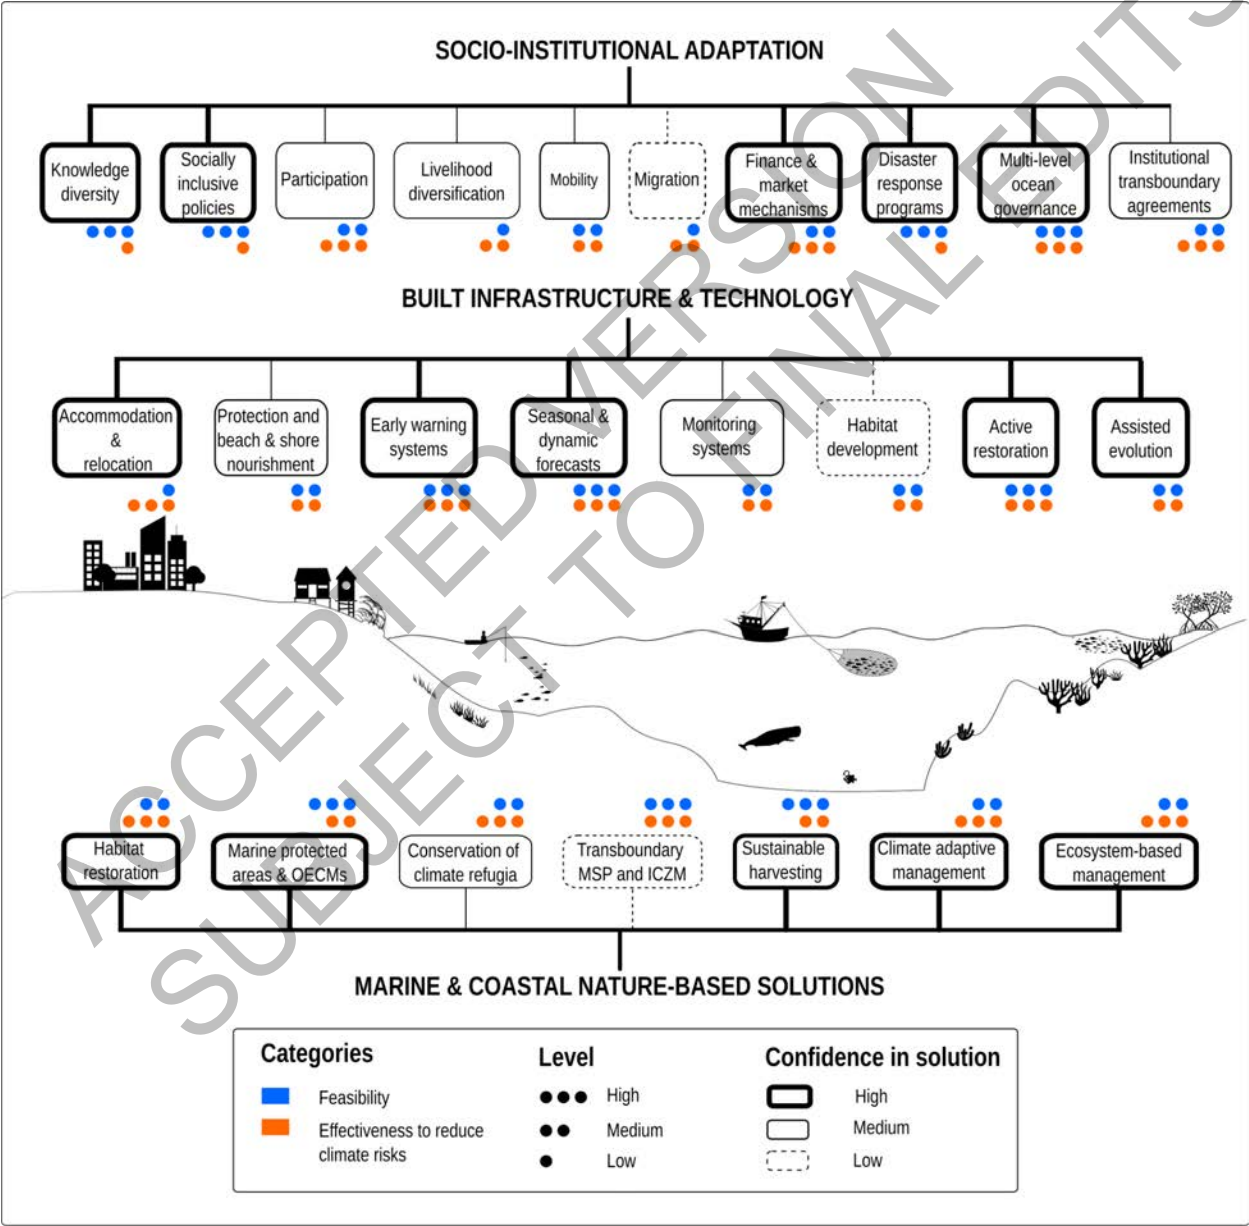 SOCIO-INSTITUTIONAL ADAPTATION
Knowledge
diversity
Socially
inclusive
policies
Participation
Livelihood
diversification
Mobility
Migration
Finance &
market
mechanisms
Disaster
response
programs
Multi-level
ocean
governance
Institutional
transboundary
agreements
BUILT INFRASTRUCTURE & TECHNOLOGY
Accommodation
&
relocation
Protection and
beach & shore
nourishment
Early warning
systems
Seasonal &
dynamic
forecasts
Monitoring
systems
Habitat
development
Active
restoration
Assisted
evolution
Habitat
restoration
Marine protected
areas & OECMs
Conservation of
climate refugia
Transboundary
MSP and ICZM
Sustainable
harvesting
Climate adaptive
management
Ecosystem-based
management
MARINE & COASTAL NATURE-BASED SOLUTIONS
Categories
Feasibility
Effectiveness to reduce
climate risks
Level
High
Medium
Low
Confidence in solution
High
Medium
Low
ACCEPTED VERSION
SUBJECT TO FINAL EDITS